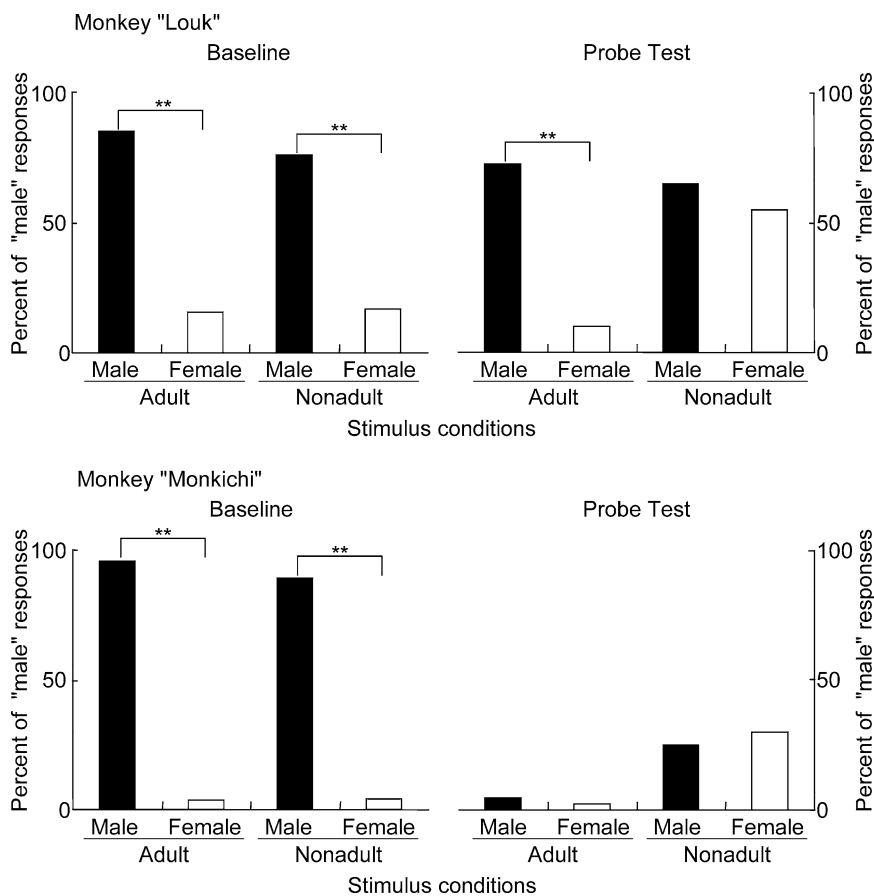 Monkey "Louk"
Baseline
Probe Test
Percent of "male" responses
100
50
0
**
**
**
100
50
0
Percent of "male" responses
Male Female Male Female Male Female Male Female
Adult Nonadult Adult Nonadult
Stimulus conditions
Monkey "Monkichi"
Baseline
Probe Test
Percent of "male" responses
100
50
0
**
**
100
50
0
Percent of "male" responses
Male Female Male Female Male Female Male Female
Adult Nonadult Adult Nonadult
Stimulus conditions